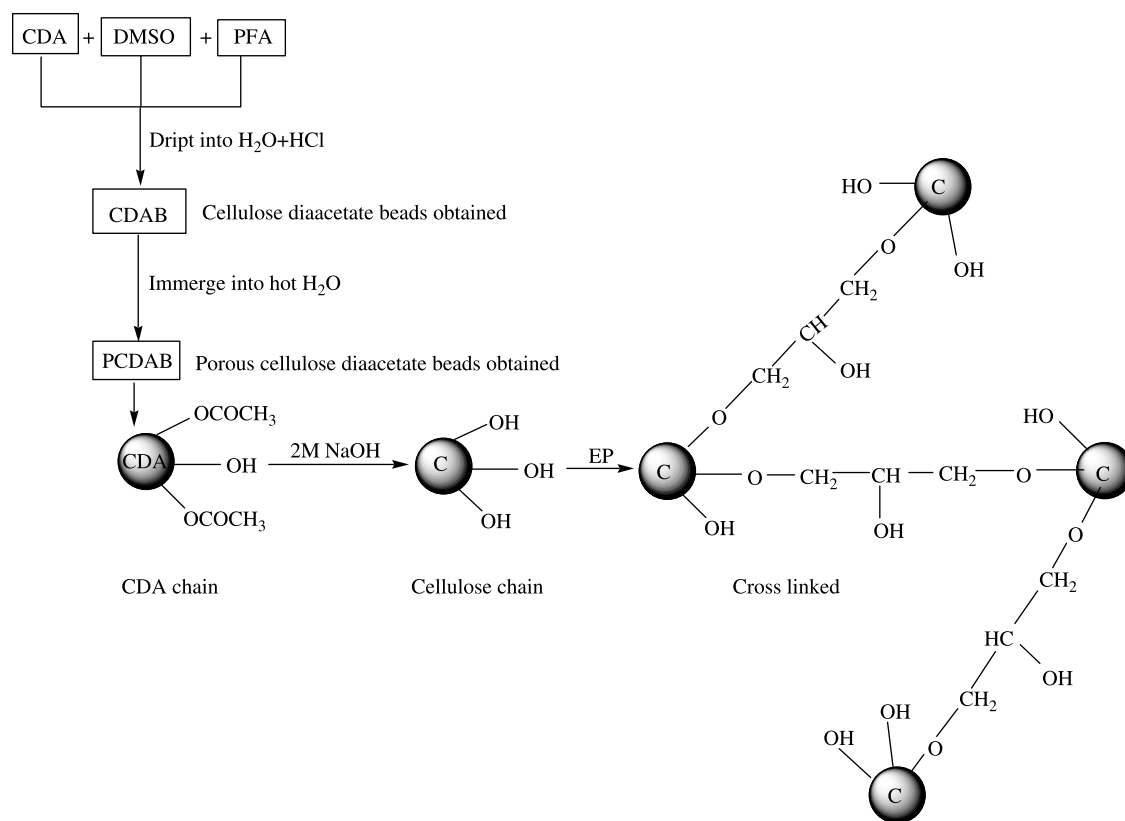 CDA + DMSO + PFA
Dript into H₂O+HCl
CDAB Cellulose diaacetate beads obtained
Immerge into hot H₂O
PCDAB Porous cellulose diaacetate beads obtained
OCOCH₃
CDA
OH
OCOCH₃
2M NaOH
OH
C
OH
OH
EP
HO
C
OH
O
CH₂
CH
OH
CH₂
O
C
OH
O
CH₂
CH
OH
CH₂
O
HO
C
O
CH₂
HC
OH
CH₂
O
OH
OH
C
CDA chain
Cellulose chain
Cross linked